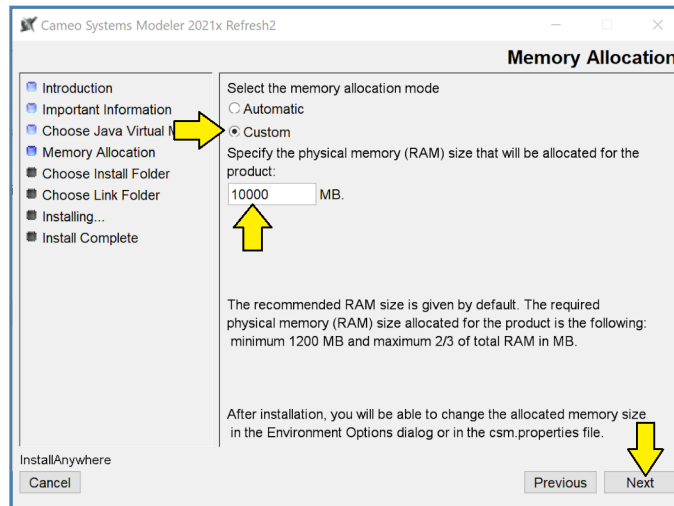 Cameo Systems Modeler 2021x Refresh2
Memory Allocation
Introduction
Important Information
Choose Java Virtual
Memory Allocation
Choose Install Folder
Choose Link Folder
Installing...
Install Complete
Select the memory allocation mode
Automatic
Custom
Specify the physical memory (RAM) size that will be allocated for the
product:
10000 MB.
The recommended RAM size is given by default. The required
physical memory (RAM) size allocated for the product is the following:
minimum 1200 MB and maximum 2/3 of total RAM in MB.
After installation, you will be able to change the allocated memory size
in the Environment Options dialog or in the csm.properties file.
InstallAnywhere
Cancel
Previous
Next